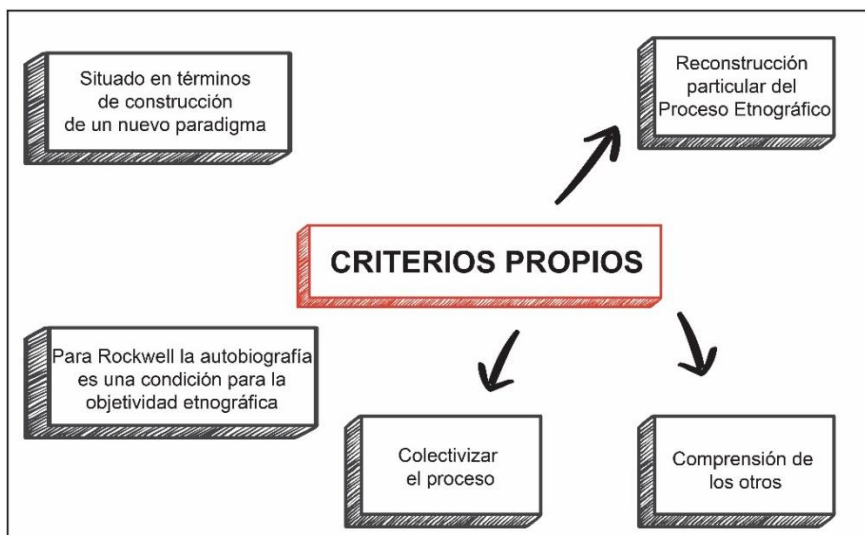 Situado en términos
de construcción
de un nuevo paradigma
Reconstrucción
particular del
Proceso Etnográfico
CRITERIOS PROPIOS
Para Rockwell la autobiografía
es una condición para la
objetividad etnográfica
Colectivizar
el proceso
Comprensión de
los otros